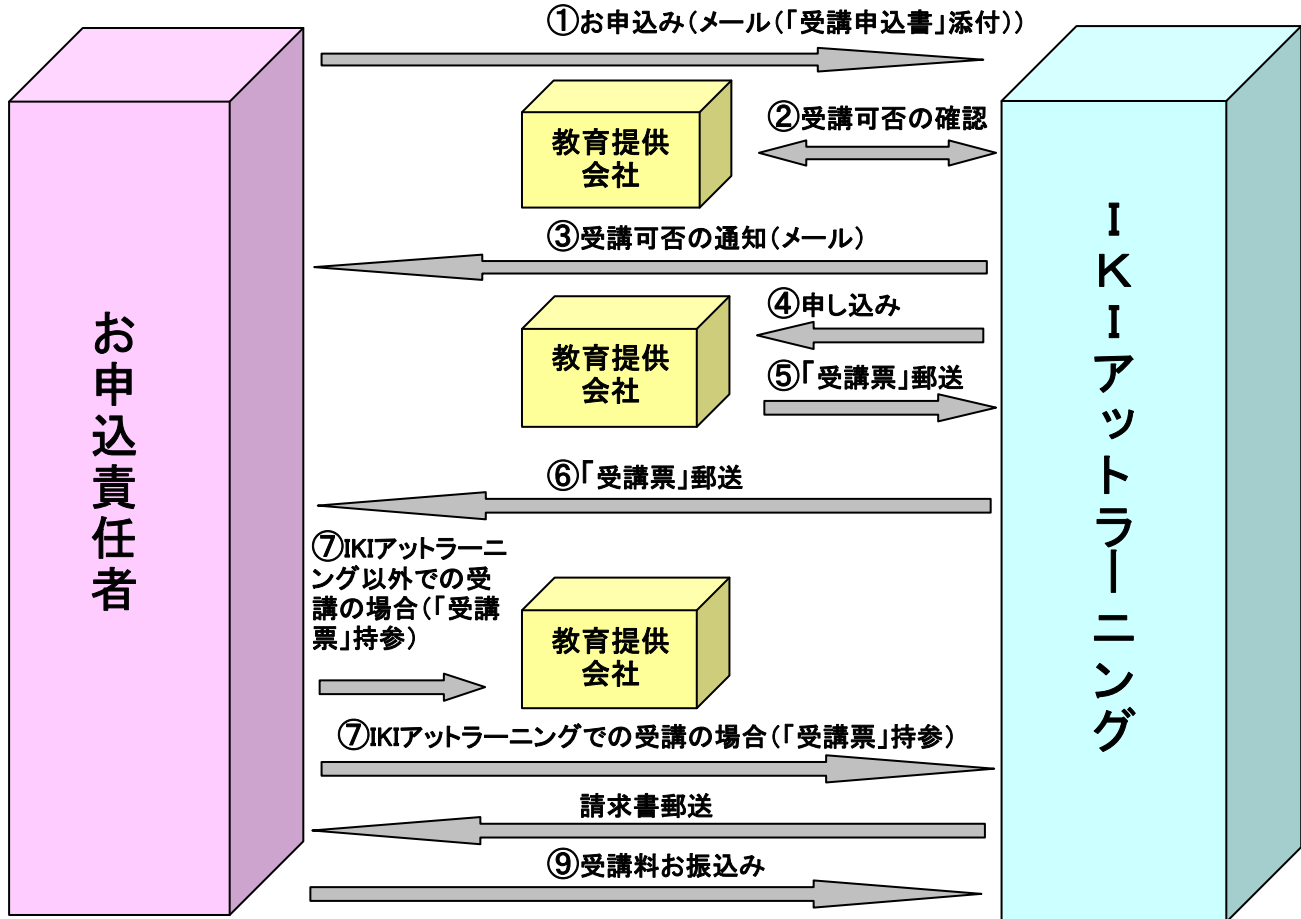 ①お申込み(メール(「受講申込書」添付))
教育提供
会社
②受講可否の確認
③受講可否の通知(メール)
お申込責任者
IKIアットラーニング
教育提供
会社
④申し込み
⑤「受講票」郵送
⑥「受講票」郵送
⑦IKIアットラーニ
ング以外での受
講の場合(「受講
票」持参)
教育提供
会社
⑦IKIアットラーニングでの受講の場合(「受講票」持参)
請求書郵送
⑨受講料お振込み